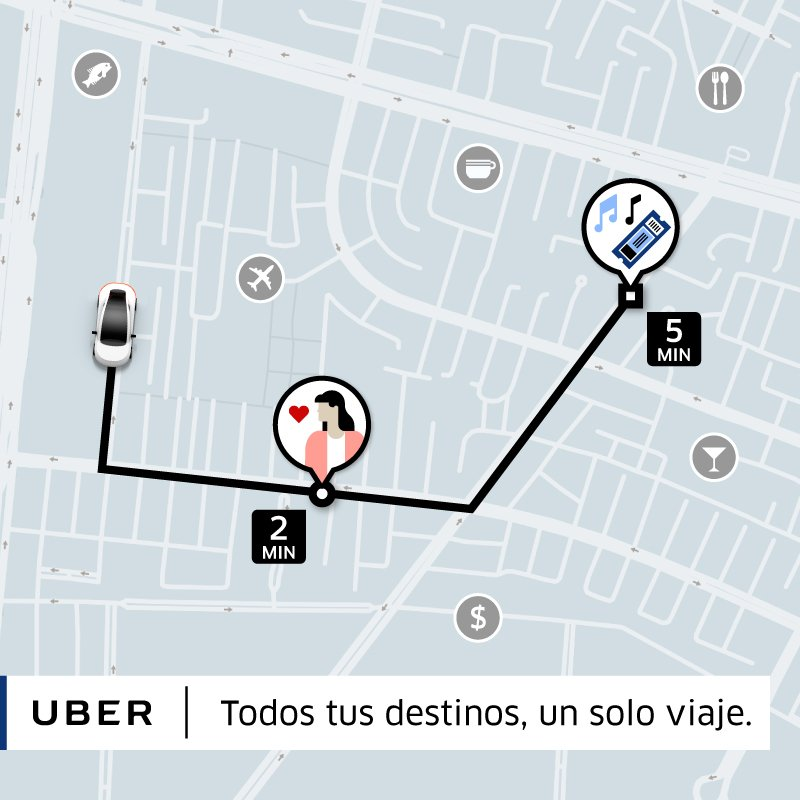 5
MIN
2
MIN
$
UBER | Todos tus destinos, un solo viaje.